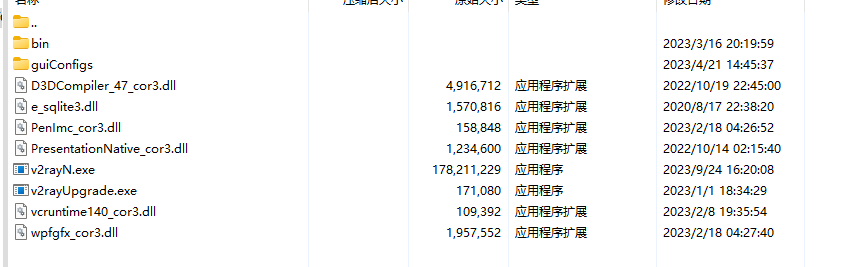 名称 压缩后大小 原始大小 类型 修改日期
..
bin 2023/3/16 20:19:59
guiConfigs 2023/4/21 14:45:37
D3DCompiler_47_cor3.dll 4,916,712 应用程序扩展 2022/10/19 22:45:00
e_sqlite3.dll 1,570,816 应用程序扩展 2020/8/17 22:38:20
PenImc_cor3.dll 158,848 应用程序扩展 2023/2/18 04:26:52
PresentationNative_cor3.dll 1,234,600 应用程序扩展 2022/10/14 02:15:40
v2rayN.exe 178,211,229 应用程序 2023/9/24 16:20:08
v2rayUpgrade.exe 171,080 应用程序 2023/1/1 18:34:29
vcruntime140_cor3.dll 109,392 应用程序扩展 2023/2/8 19:35:54
wpfgfx_cor3.dll 1,957,552 应用程序扩展 2023/2/18 04:27:40